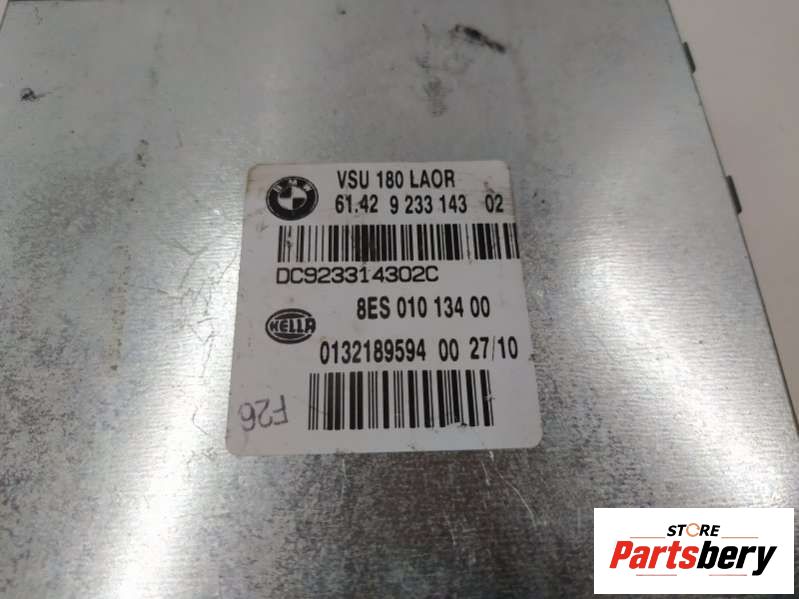 BMW
VSU 180 LAOR
61.42 9 233 143 02
DC923314302C
HELLA
8ES 010 134 00
0132189594 00 27/10
F26
STORE
Partsbery